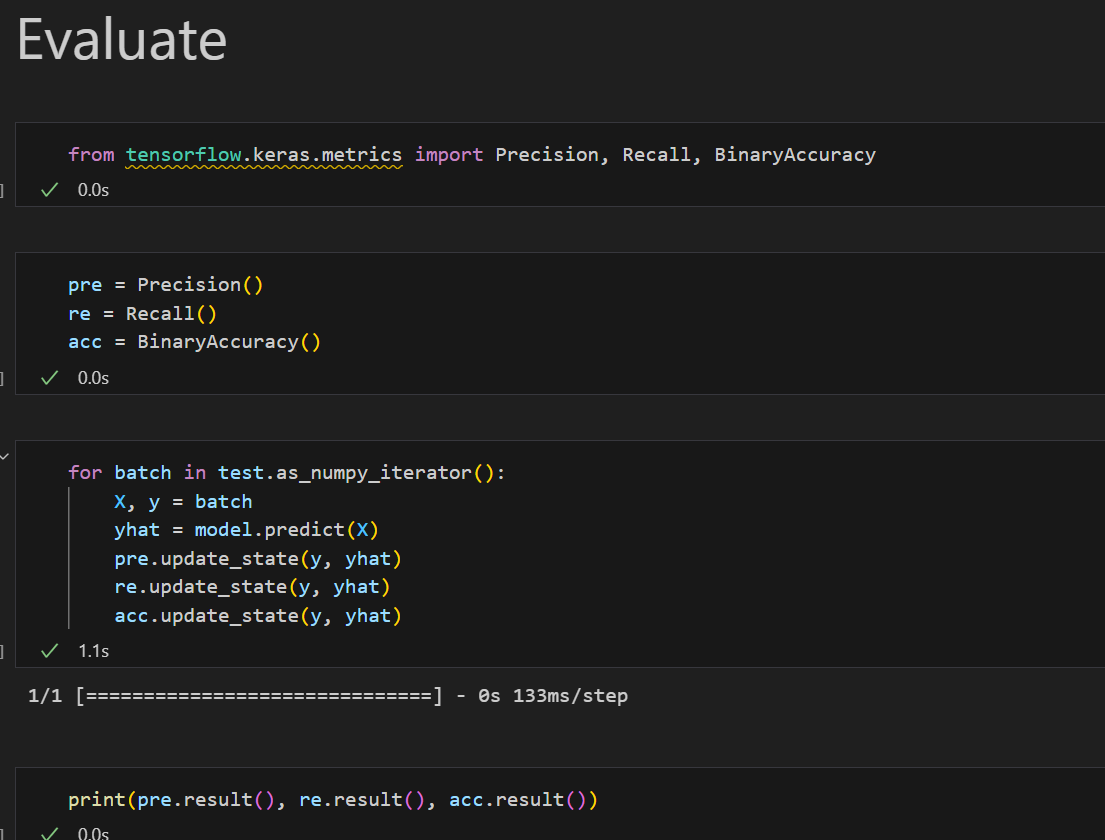 Evaluate
from tensorflow.keras.metrics import Precision, Recall, BinaryAccuracy
] ✓ 0.0s
pre = Precision()
re = Recall()
acc = BinaryAccuracy()
] ✓ 0.0s
for batch in test.as_numpy_iterator():
    X, y = batch
    yhat = model.predict(X)
    pre.update_state(y, yhat)
    re.update_state(y, yhat)
    acc.update_state(y, yhat)
] ✓ 1.1s
1/1 [==============================] - 0s 133ms/step
print(pre.result(), re.result(), acc.result())
] ✓ 0.0s